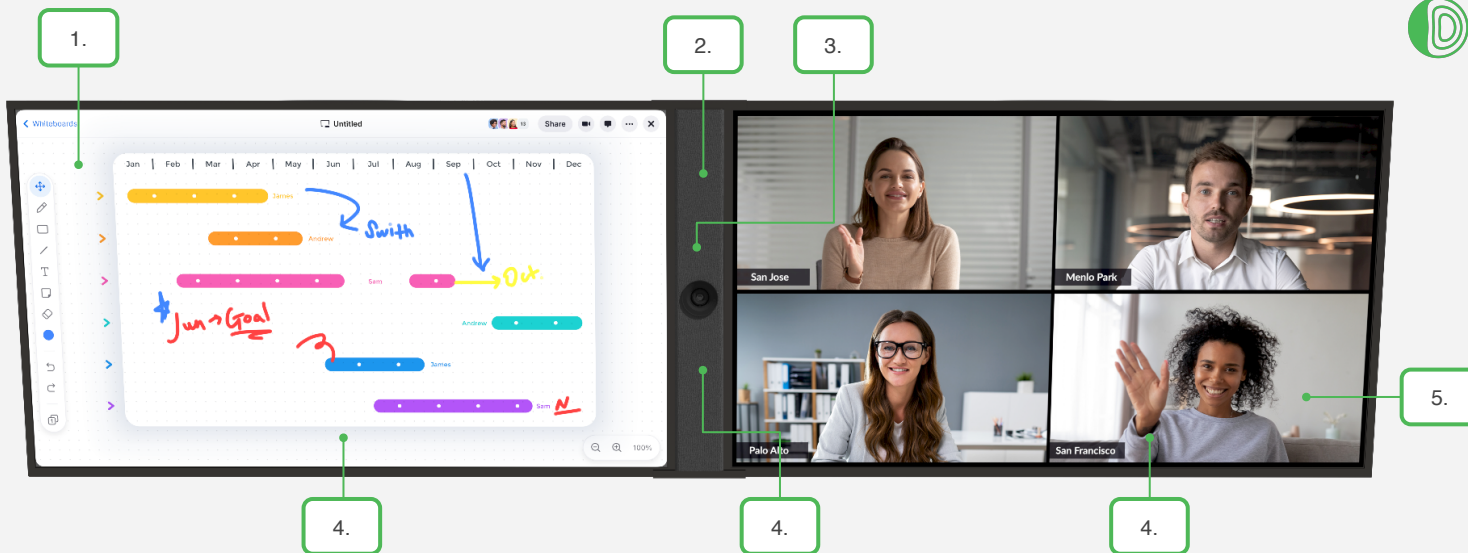 1.
2.
3.
Whiteboards
Untitled
13
Share
100%
Jan | Feb | Mar | Apr | May | Jun | Jul | Aug | Sep | Oct | Nov | Dec
James
Swith
Andrew
Sam
Oct.
Jun → Goal
Andrew
James
Sam N
T
San Jose
Menlo Park
Palo Alto
San Francisco
5.
4.
4.
4.